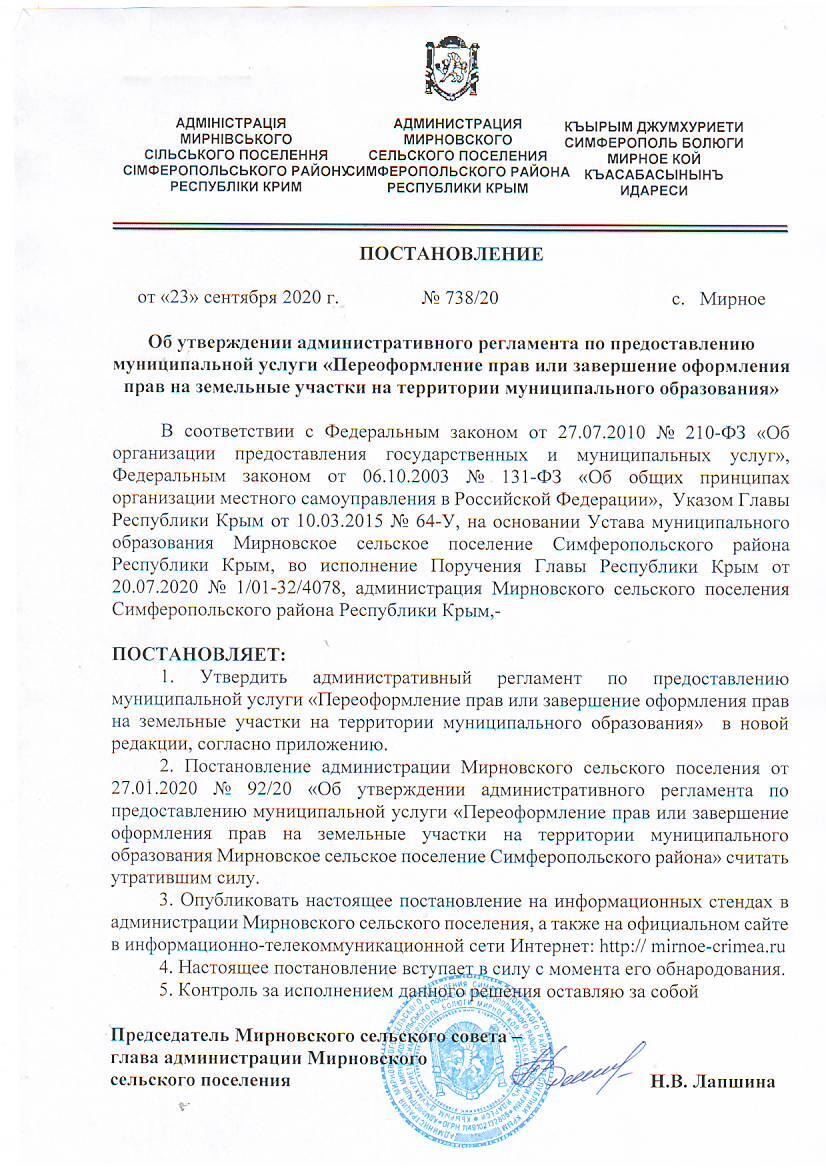 АДМІНІСТРАЦІЯ
МИРНІВСЬКОГО
СІЛЬСЬКОГО ПОСЕЛЕННЯ
СІМФЕРОПОЛЬСЬКОГО РАЙОНУ
РЕСПУБЛІКИ КРИМ
АДМИНИСТРАЦИЯ
МИРНОВСКОГО
СЕЛЬСКОГО ПОСЕЛЕНИЯ
СИМФЕРОПОЛЬСКОГО РАЙОНА
РЕСПУБЛИКИ КРЫМ
КЪЫРЫМ ДЖУМХУРИЕТИ
СИМФЕРОПОЛЬ БОЛЮГИ
МИРНОЕ КОЙ
КЪАСАБАСЫНЫНЪ
ИДАРЕСИ
ПОСТАНОВЛЕНИЕ
от «23» сентября 2020 г. № 738/20 с. Мирное
Об утверждении административного регламента по предоставлению
муниципальной услуги «Переоформление прав или завершение оформления
прав на земельные участки на территории муниципального образования»
В соответствии с Федеральным законом от 27.07.2010 № 210-ФЗ «Об
организации предоставления государственных и муниципальных услуг»,
Федеральным законом от 06.10.2003 № 131-ФЗ «Об общих принципах
организации местного самоуправления в Российской Федерации», Указом Главы
Республики Крым от 10.03.2015 № 64-У, на основании Устава муниципального
образования Мирновское сельское поселение Симферопольского района
Республики Крым, во исполнение Поручения Главы Республики Крым от
20.07.2020 № 1/01-32/4078, администрация Мирновского сельского поселения
Симферопольского района Республики Крым,-
ПОСТАНОВЛЯЕТ:
1. Утвердить административный регламент по предоставлению
муниципальной услуги «Переоформление прав или завершение оформления прав
на земельные участки на территории муниципального образования» в новой
редакции, согласно приложению.
2. Постановление администрации Мирновского сельского поселения от
27.01.2020 № 92/20 «Об утверждении административного регламента по
предоставлению муниципальной услуги «Переоформление прав или завершение
оформления прав на земельные участки на территории муниципального
образования Мирновское сельское поселение Симферопольского района» считать
утратившим силу.
3. Опубликовать настоящее постановление на информационных стендах в
администрации Мирновского сельского поселения, а также на официальном сайте
в информационно-телекоммуникационной сети Интернет: http:// mirnoe-crimea.ru
4. Настоящее постановление вступает в силу с момента его обнародования.
5. Контроль за исполнением данного решения оставляю за собой
Председатель Мирновского сельского совета –
глава администрации Мирновского
сельского поселения Н.В. Лапшина